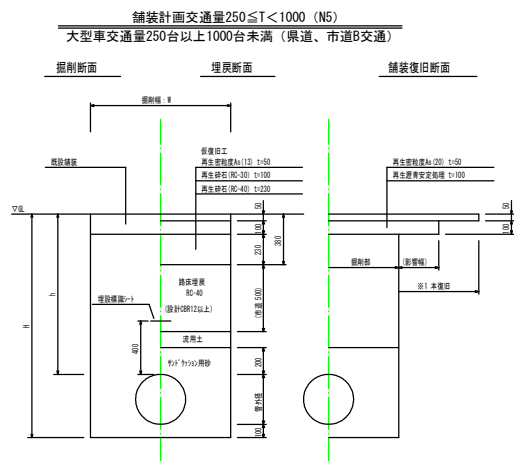 舗装計画交通量250≦T＜1000（N5）
大型車交通量250台以上1000台未満（県道、市道B交通）
掘削断面
埋戻断面
舗装復旧断面
掘削幅：W
仮復旧工
既設舗装
再生密粒度As(13) t=50
再生砕石(RC-30) t=100
再生砕石(RC-40) t=230
再生密粒度As(20) t=50
再生瀝青安定処理 t=100
▽GL
50
100
230
380
50
100
掘削部
(影響幅)
※1 本復旧
路床埋戻
RC-40
(設計CBR12以上)
(市道 500)
埋設標識シート
h
H
400
流用土
サンドクッション用砂
200
管外径
100